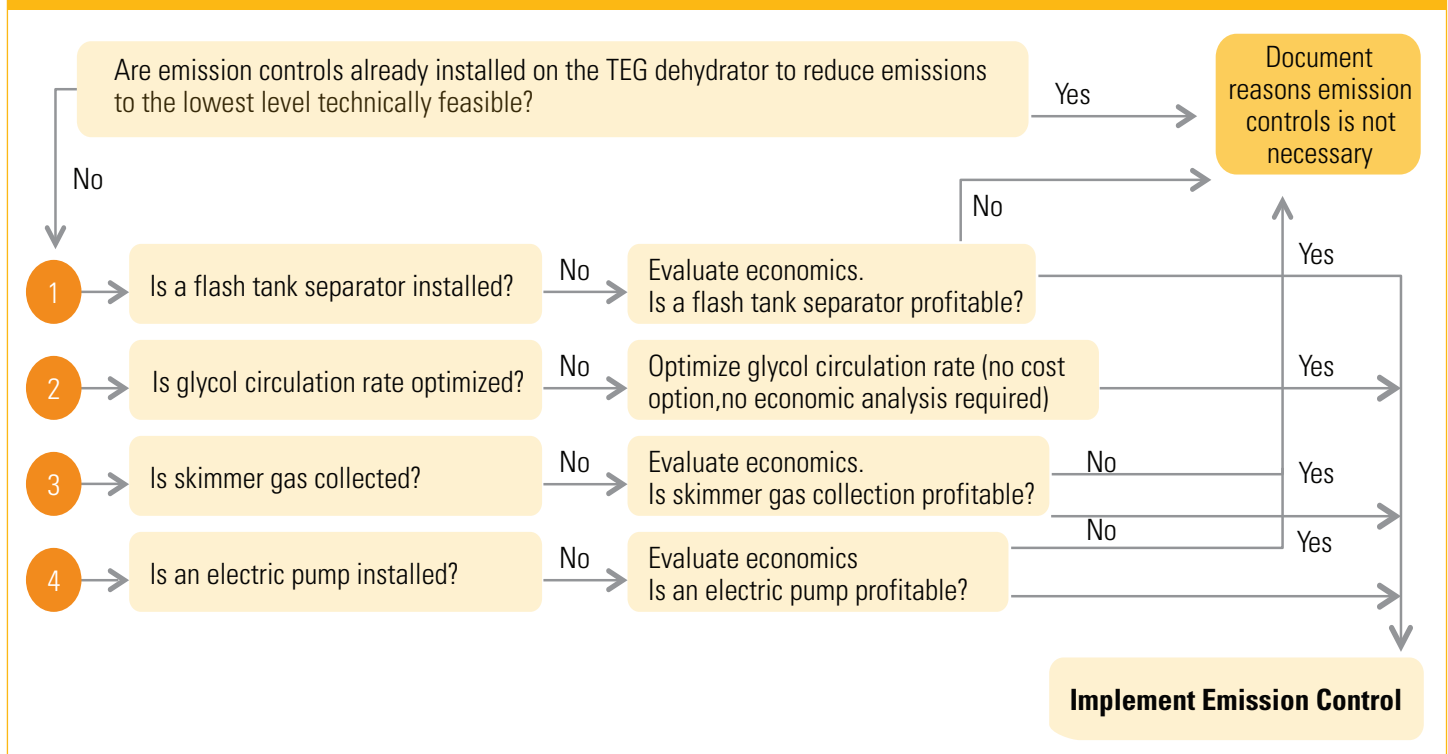 Are emission controls already installed on the TEG dehydrator to reduce emissions
to the lowest level technically feasible?
Yes
Document
reasons emission
controls is not
necessary
No
No
1
Is a flash tank separator installed?
No
Evaluate economics.
Is a flash tank separator profitable?
Yes
2
Is glycol circulation rate optimized?
No
Optimize glycol circulation rate (no cost
option,no economic analysis required)
Yes
3
Is skimmer gas collected?
No
Evaluate economics.
Is skimmer gas collection profitable?
No
Yes
4
Is an electric pump installed?
No
Evaluate economics
Is an electric pump profitable?
No
Yes
Implement Emission Control